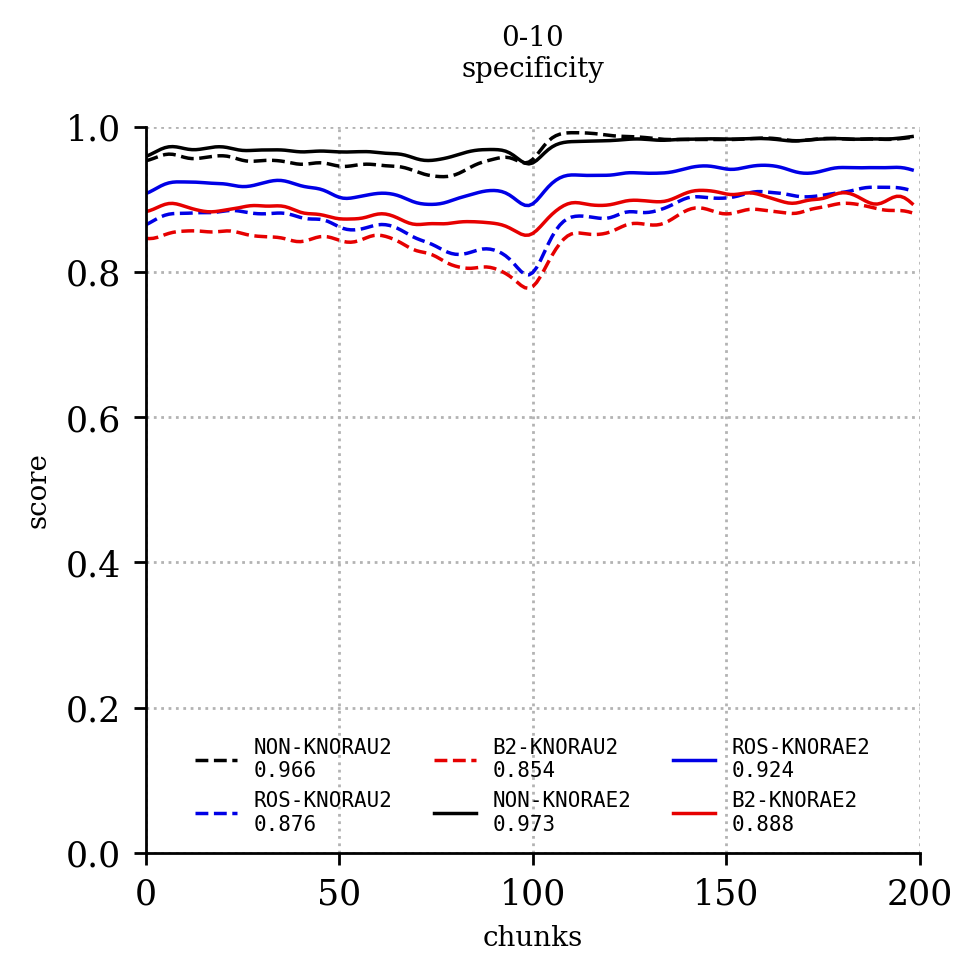 0-10
specificity
1.0
0.8
0.6
0.4
0.2
0.0
score
NON-KNORAU2
0.966
ROS-KNORAU2
0.876
B2-KNORAU2
0.854
NON-KNORAE2
0.973
ROS-KNORAE2
0.924
B2-KNORAE2
0.888
0 50 100 150 200
chunks